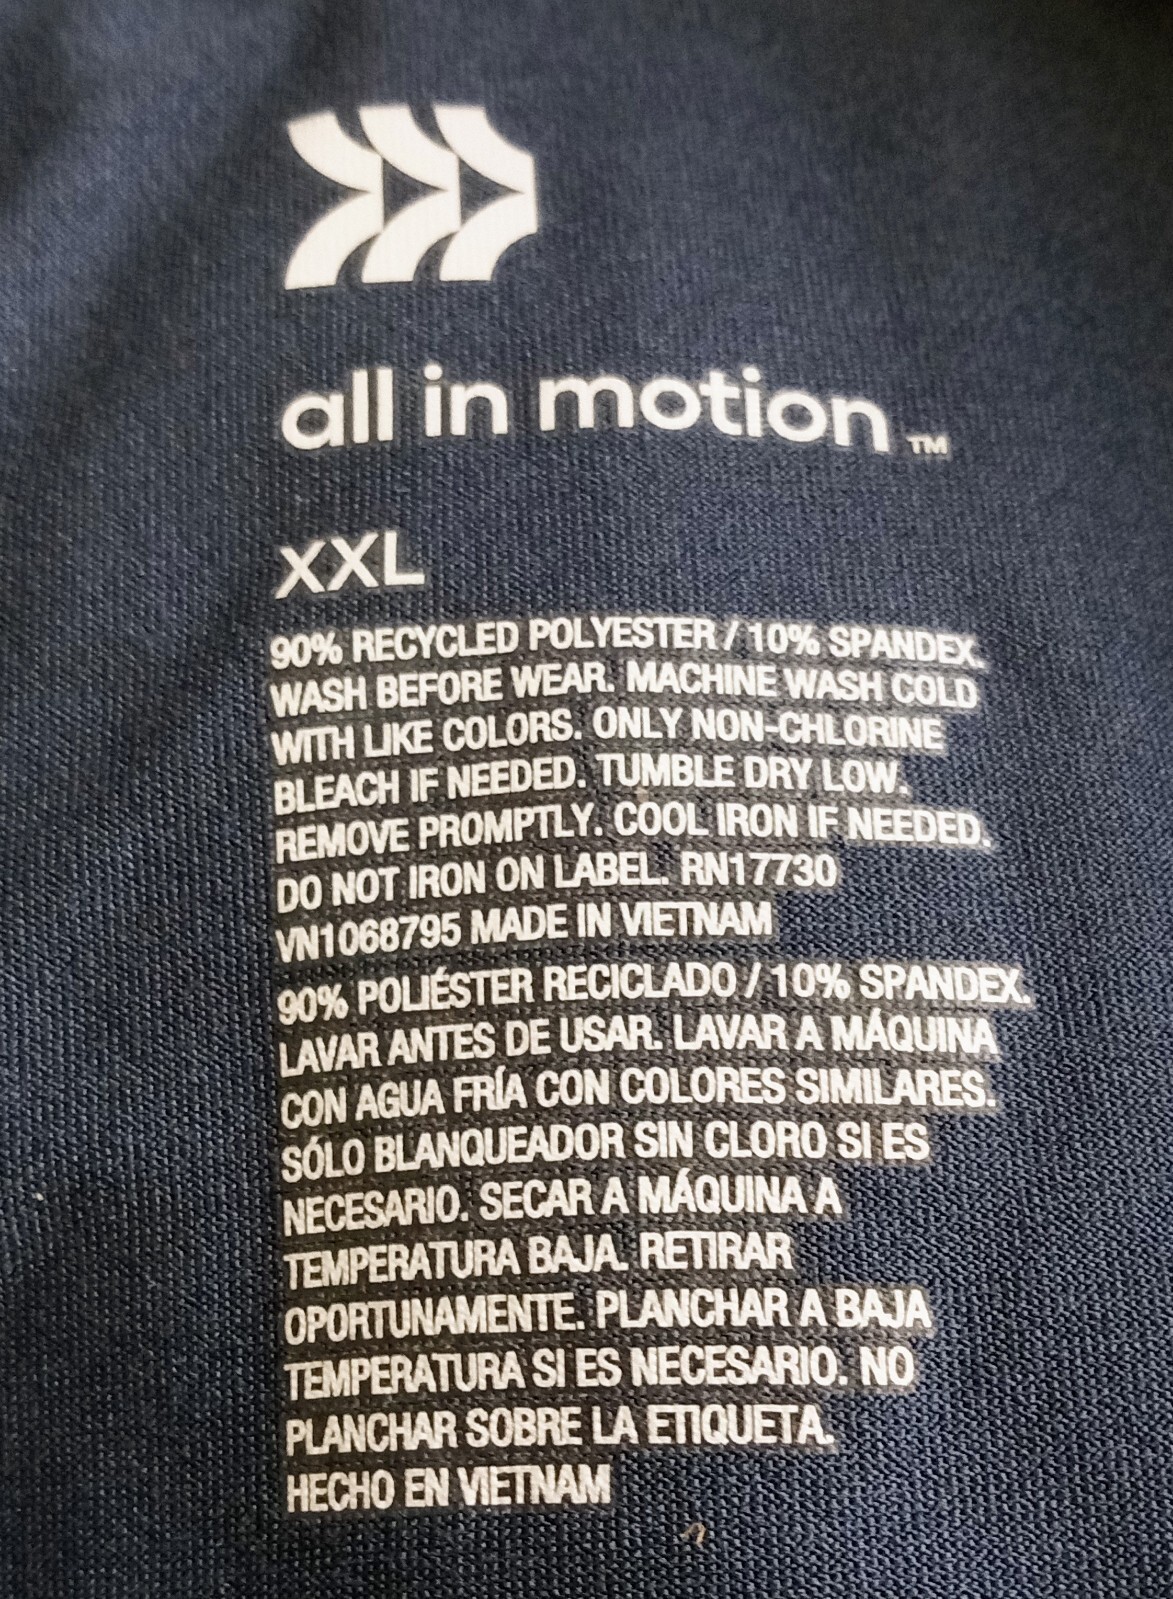 all in motion™
XXL
90% RECYCLED POLYESTER / 10% SPANDEX.
WASH BEFORE WEAR. MACHINE WASH COLD
WITH LIKE COLORS. ONLY NON-CHLORINE
BLEACH IF NEEDED. TUMBLE DRY LOW.
REMOVE PROMPTLY. COOL IRON IF NEEDED.
DO NOT IRON ON LABEL. RN17730
VN1068795 MADE IN VIETNAM
90% POLIÉSTER RECICLADO / 10% SPANDEX.
LAVAR ANTES DE USAR. LAVAR A MÁQUINA
CON AGUA FRÍA CON COLORES SIMILARES.
SÓLO BLANQUEADOR SIN CLORO SI ES
NECESARIO. SECAR A MÁQUINA A
TEMPERATURA BAJA. RETIRAR
OPORTUNAMENTE. PLANCHAR A BAJA
TEMPERATURA SI ES NECESARIO. NO
PLANCHAR SOBRE LA ETIQUETA.
HECHO EN VIETNAM